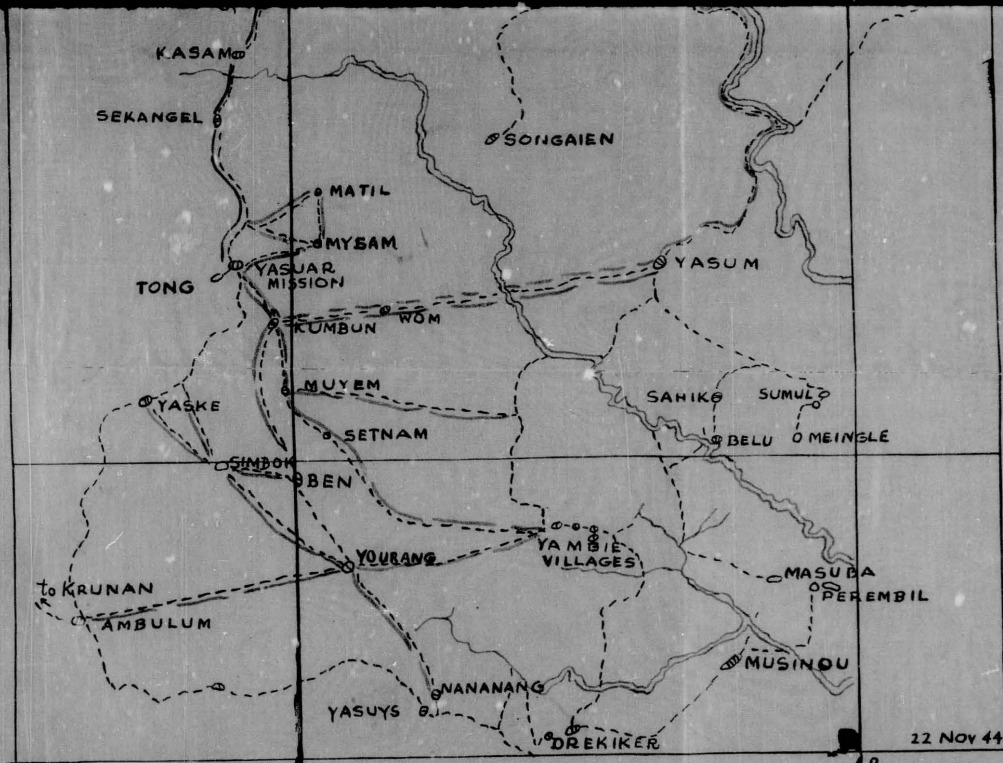 KASAM
SEKANGEL
SONGAIEN
MATIL
MYSAM
YASUAR
MISSION
TONG
YASUM
KUMBUN
WOM
MUYEM
YASKE
SETNAM
SAHIK
SUMUL
BELU
MEINGLE
SIMBOK
BEN
YOURANG
YAMBIE
VILLAGES
MASUBA
PEREMBIL
to KRUNAN
AMBULUM
MUSINOU
NANANANG
YASUYS
DREKIKER
22 NOV 44